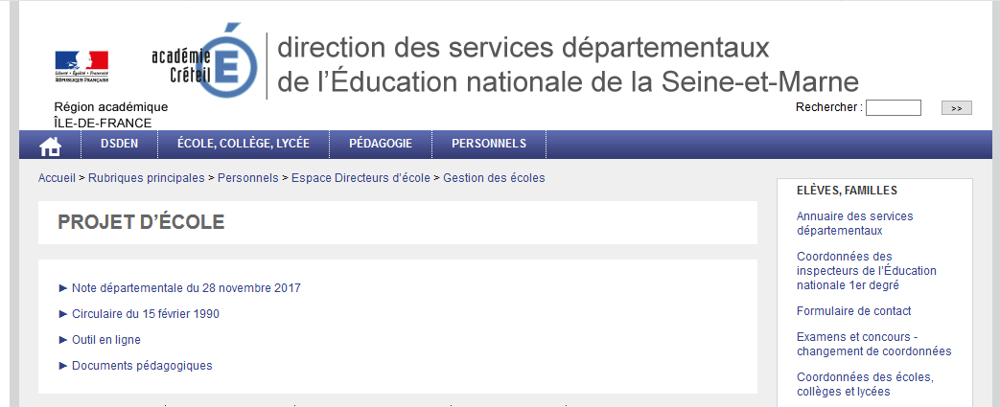 académie
Créteil
É
direction des services départementaux
de l'Éducation nationale de la Seine-et-Marne
Liberté • Égalité • Fraternité
RÉPUBLIQUE FRANÇAISE
Région académique
ÎLE-DE-FRANCE
Rechercher : >>
DSDEN ÉCOLE, COLLÈGE, LYCÉE PÉDAGOGIE PERSONNELS
Accueil > Rubriques principales > Personnels > Espace Directeurs d'école > Gestion des écoles
PROJET D'ÉCOLE
► Note départementale du 28 novembre 2017
► Circulaire du 15 février 1990
► Outil en ligne
► Documents pédagogiques
ELÈVES, FAMILLES
Annuaire des services
départementaux
Coordonnées des
inspecteurs de l'Éducation
nationale 1er degré
Formulaire de contact
Examens et concours -
changement de coordonnées
Coordonnées des écoles,
collèges et lycées